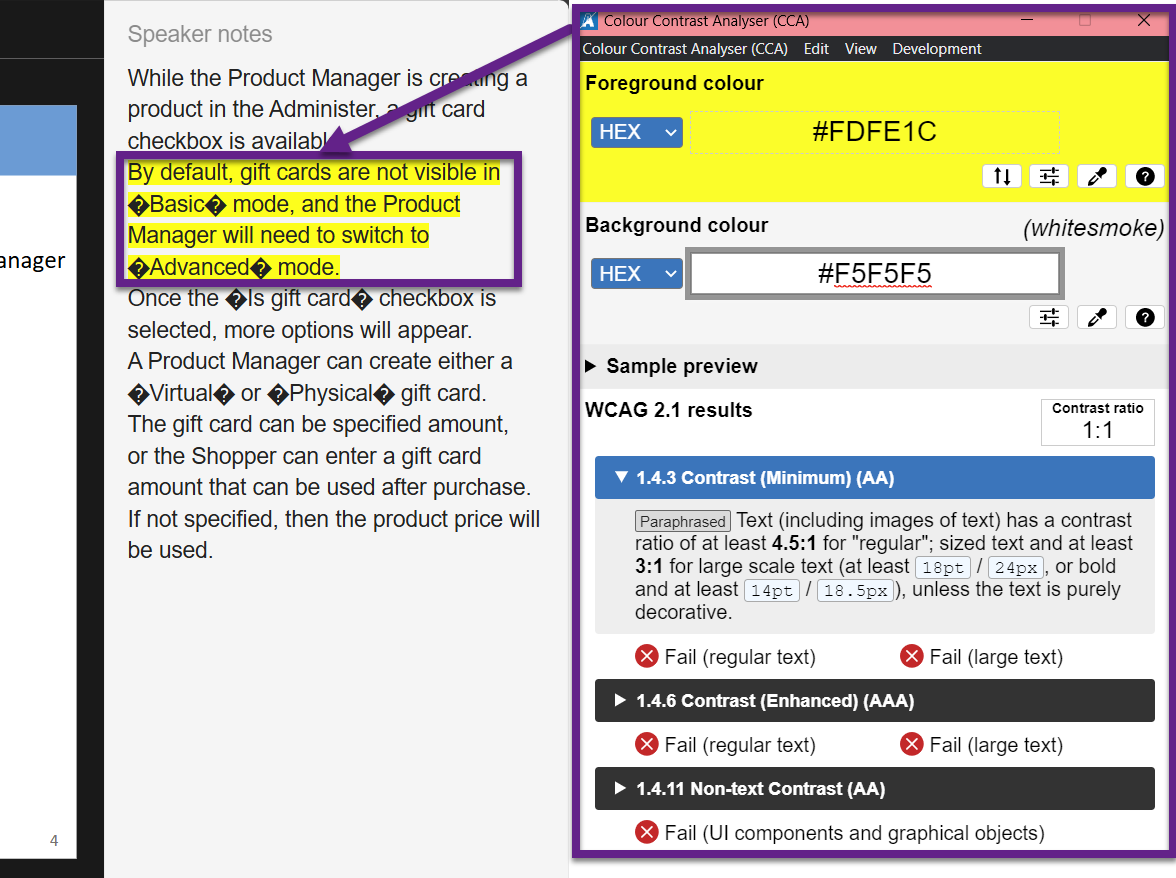 anager
4
Speaker notes
While the Product Manager is creating a
product in the Administer, a gift card
checkbox is availabl
By default, gift cards are not visible in
�Basic� mode, and the Product
Manager will need to switch to
�Advanced� mode.
Once the �Is gift card� checkbox is
selected, more options will appear.
A Product Manager can create either a
�Virtual� or �Physical� gift card.
The gift card can be specified amount,
or the Shopper can enter a gift card
amount that can be used after purchase.
If not specified, then the product price will
be used.
Colour Contrast Analyser (CCA)
Colour Contrast Analyser (CCA) Edit View Development
Foreground colour
HEX #FDFE1C
Background colour (whitesmoke)
HEX #F5F5F5
Sample preview
WCAG 2.1 results
Contrast ratio
1:1
1.4.3 Contrast (Minimum) (AA)
Paraphrased Text (including images of text) has a contrast
ratio of at least 4.5:1 for "regular"; sized text and at least
3:1 for large scale text (at least 18pt / 24px, or bold
and at least 14pt / 18.5px), unless the text is purely
decorative.
Fail (regular text) Fail (large text)
1.4.6 Contrast (Enhanced) (AAA)
Fail (regular text) Fail (large text)
1.4.11 Non-text Contrast (AA)
Fail (UI components and graphical objects)